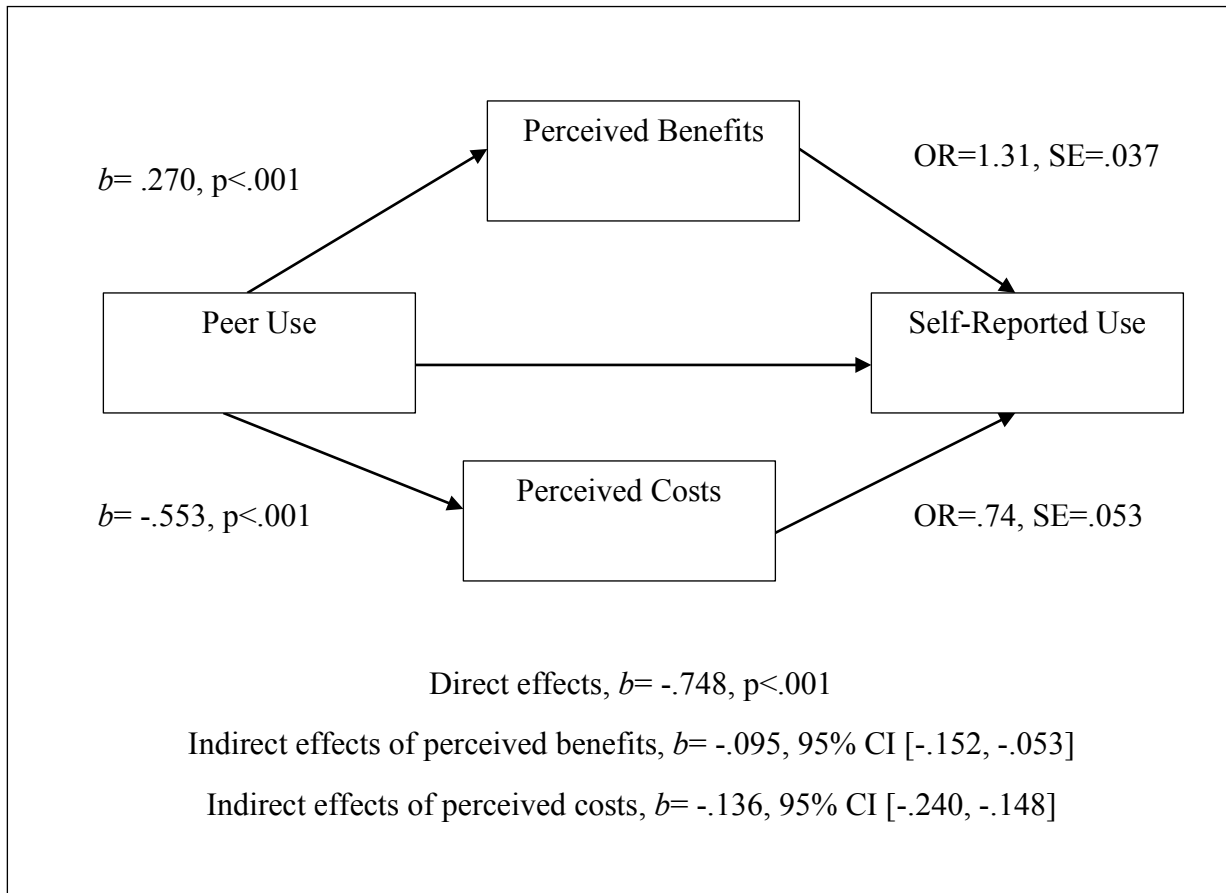 Perceived Benefits
OR=1.31, SE=.037
b= .270, p<.001
Peer Use
Self-Reported Use
Perceived Costs
b= -.553, p<.001
OR=.74, SE=.053
Direct effects, b= -.748, p<.001
Indirect effects of perceived benefits, b= -.095, 95% CI [-.152, -.053]
Indirect effects of perceived costs, b= -.136, 95% CI [-.240, -.148]